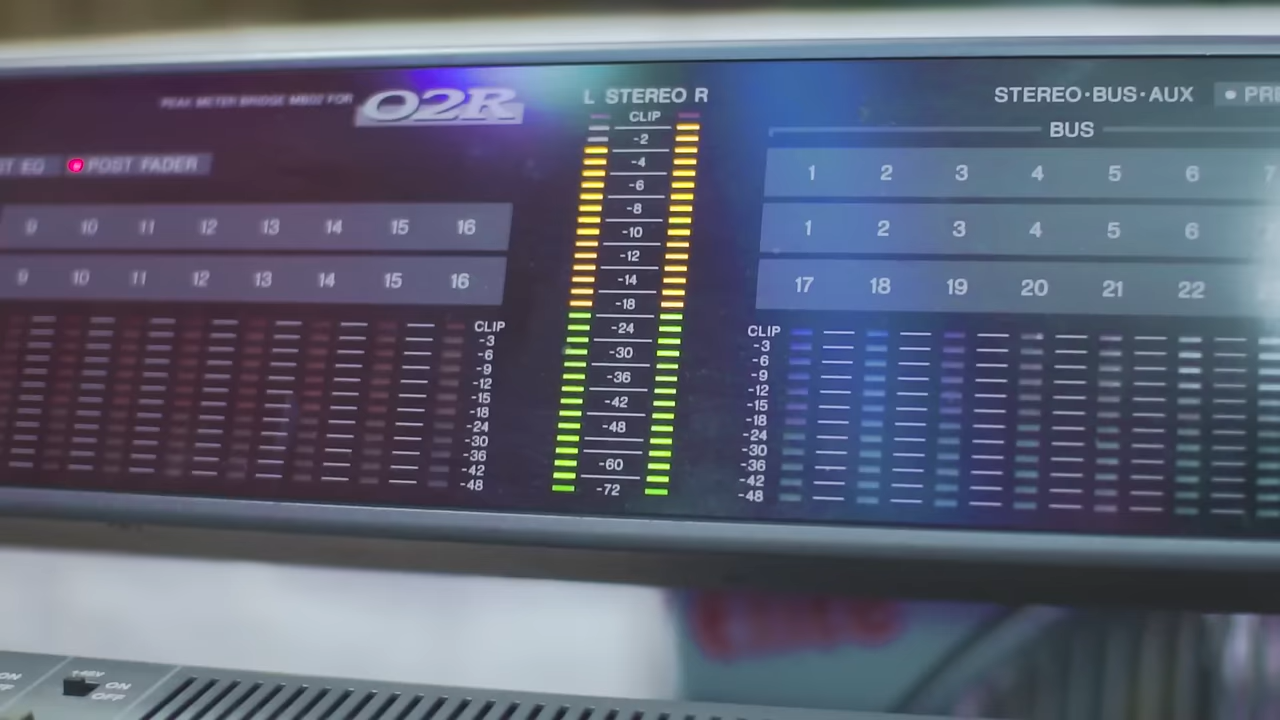 PEAK METER BRIDGE MB02 FOR 02R
L STEREO R
STEREO·BUS·AUX
POST FADER
BUS
9 10 11 12 13 14 15 16
9 10 11 12 13 14 15 16
CLIP
-3
-6
-9
-12
-15
-18
-24
-30
-36
-42
-48
CLIP
-2
-4
-6
-8
-10
-12
-14
-18
-24
-30
-36
-42
-48
-60
-72
1 2 3 4 5 6 7
1 2 3 4 5 6
17 18 19 20 21 22
CLIP
-3
-6
-9
-12
-15
-18
-24
-30
-36
-42
-48
ON
ON
OFF